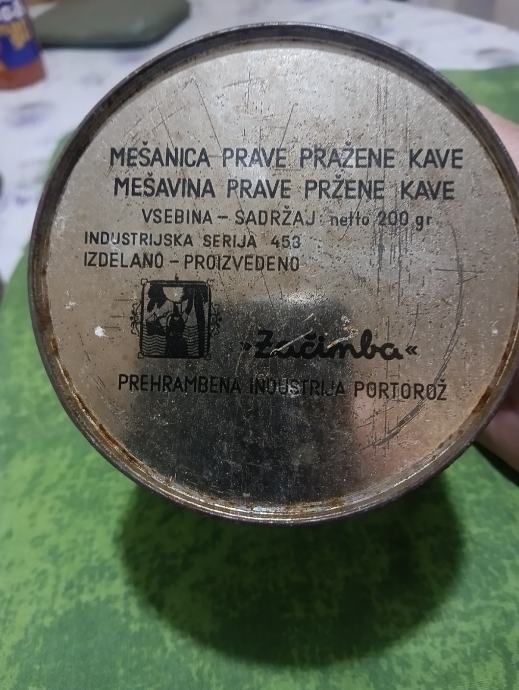 MEŠANICA PRAVE PRAŽENE KAVE
MEŠAVINA PRAVE PRŽENE KAVE
VSEBINA – SADRŽAJ: netto 200 gr.
INDUSTRIJSKA SERIJA 453
IZDELANO – PROIZVEDENO
»Začimba«
PREHRAMBENA INDUSTRIJA PORTOROŽ